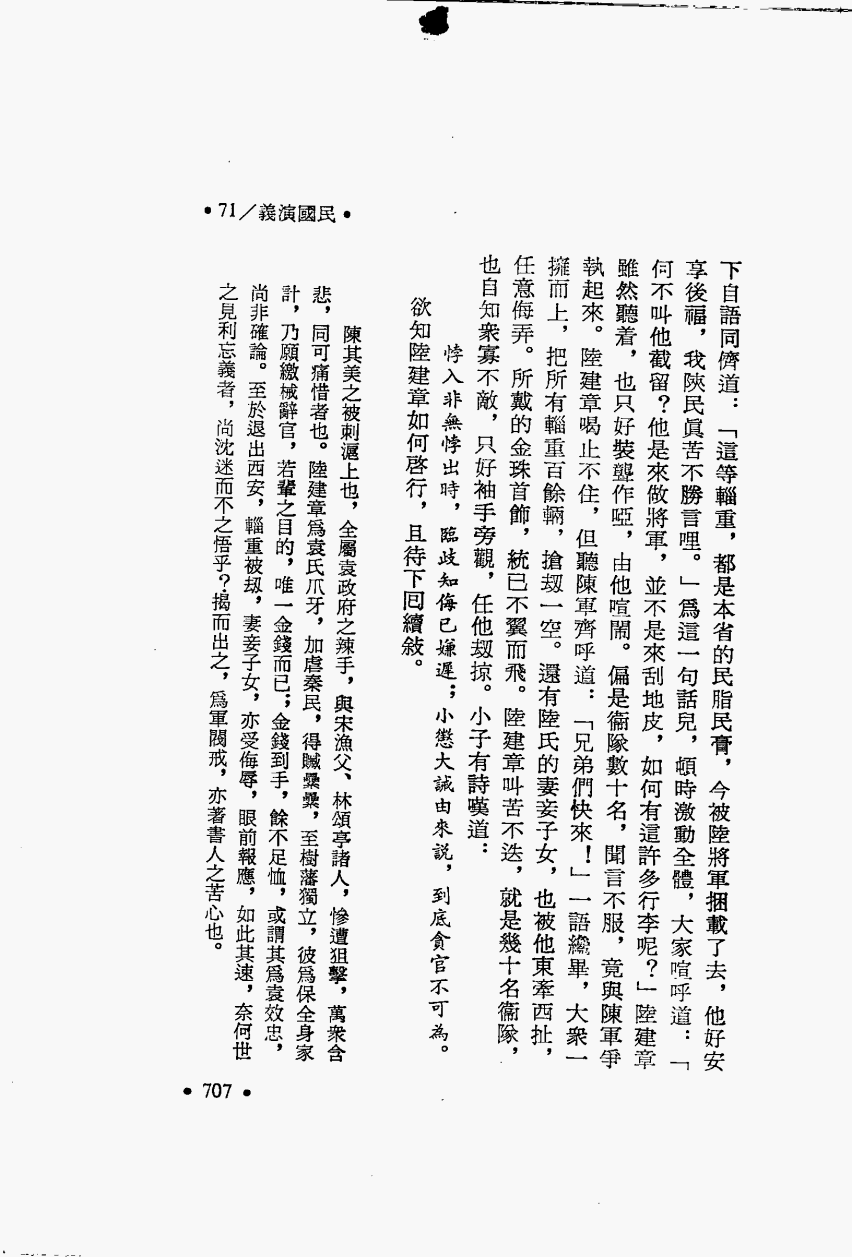 •民國演義／71•
下自語同儕道：「這等輜重，都是本省的民脂民膏，今被陸將軍捆載了去，他好安
享後福，我陝民眞苦不勝言哩。」爲這一句話兒，頓時激動全體，大家喧呼道：「
何不叫他截留？他是來做將軍，並不是來刮地皮，如何有這許多行李呢？」陸建章
雖然聽着，也只好裝聾作啞，由他喧鬧。偏是衞隊數十名，聞言不服，竟與陳軍爭
執起來。陸建章喝止不住，但聽陳軍齊呼道：「兄弟們快來！」一語纔畢，大衆一
擁而上，把所有輜重百餘輛，搶刼一空。還有陸氏的妻妾子女，也被他東牽西扯，
任意侮弄。所戴的金珠首飾，統已不翼而飛。陸建章叫苦不迭，就是幾十名衞隊，
也自知衆寡不敵，只好袖手旁觀，任他刼掠。小子有詩嘆道：
悖入非無悖出時，臨歧知悔已嫌遲；小懲大誡由來說，到底貪官不可為。
欲知陸建章如何啓行，且待下回續敍。
陳其美之被刺滬上也，全屬袁政府之辣手，與宋漁父、林頌亭諸人，慘遭狙擊，萬衆含
悲，同可痛惜者也。陸建章爲袁氏爪牙，加虐秦民，得贓纍纍，至樹藩獨立，彼爲保全身家
計，乃願繳械辭官，若輩之目的，唯一金錢而已；金錢到手，餘不足恤，或謂其爲袁效忠，
尚非確論。至於退出西安，輜重被刼，妻妾子女，亦受侮辱，眼前報應，如此其速，奈何世
之見利忘義者，尚沈迷而不之悟乎？揭而出之，爲軍閥戒，亦著書人之苦心也。
•707•